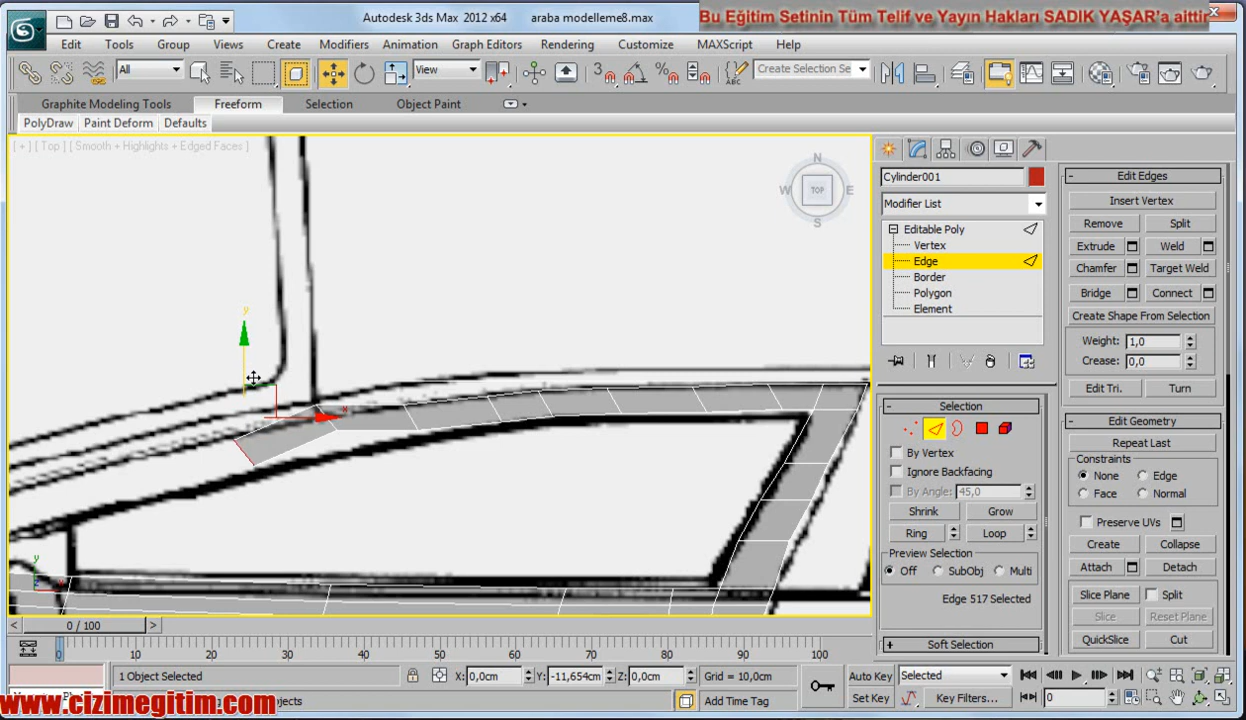 Autodesk 3ds Max 2012 x64 araba modelleme8.max
Bu Eğitim Setinin Tüm Telif ve Yayın Hakları SADIK YAŞAR'a aittir
Edit Tools Group Views Create Modifiers Animation Graph Editors Rendering Customize MAXScript Help
All View Create Selection Se
Graphite Modeling Tools Freeform Selection Object Paint
PolyDraw Paint Deform Defaults
[ + ] [ Top ] [ Smooth + Highlights + Edged Faces ]
N
W TOP E
S
y
x
Cylinder001
Modifier List
Editable Poly
Vertex
Edge
Border
Polygon
Element
Selection
By Vertex
Ignore Backfacing
By Angle: 45,0
Shrink Grow
Ring Loop
Preview Selection
Off SubObj Multi
Edge 517 Selected
Soft Selection
Edit Edges
Insert Vertex
Remove Split
Extrude Weld
Chamfer Target Weld
Bridge Connect
Create Shape From Selection
Weight: 1,0
Crease: 0,0
Edit Tri. Turn
Edit Geometry
Repeat Last
Constraints
None Edge
Face Normal
Preserve UVs
Create Collapse
Attach Detach
Slice Plane Split
Slice Reset Plane
QuickSlice Cut
0 / 100
0 10 20 30 40 50 60 70 80 90 100
1 Object Selected X: 0,0cm Y: -11,654cm Z: 0,0cm Grid = 10,0cm
Auto Key Selected
Add Time Tag Set Key Key Filters... 0
www.cizimegitim.com